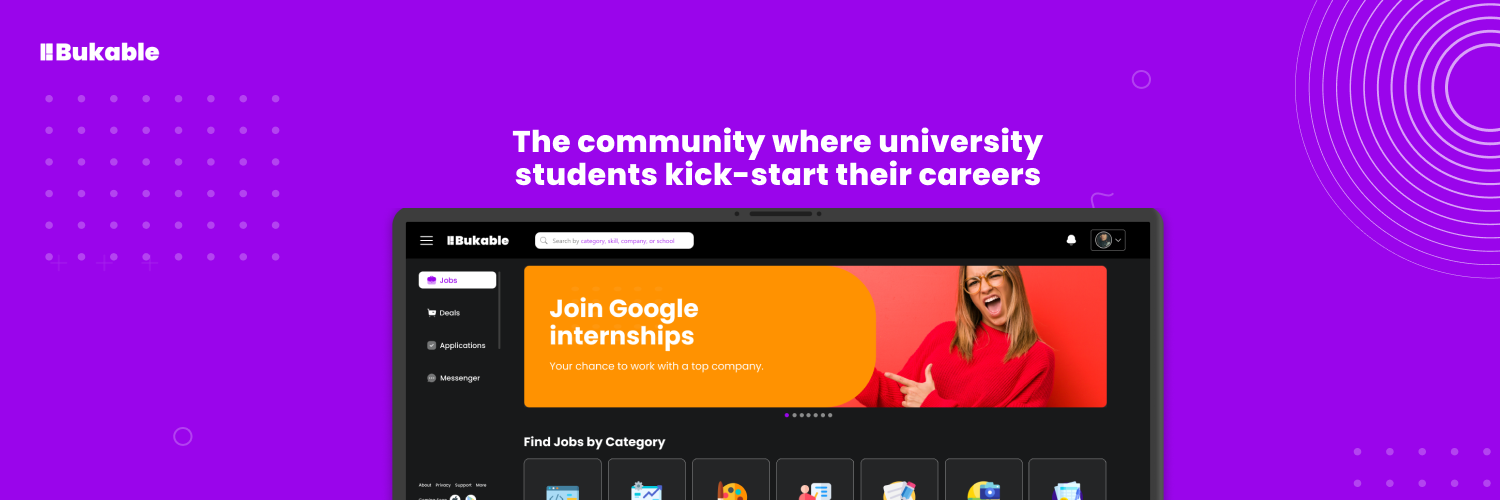 Bukable
The community where university
students kick-start their careers
Bukable
Search by category, skill, company, or school
Jobs
Deals
Applications
Messenger
Join Google
internships
Your chance to work with a top company.
Find Jobs by Category
About Privacy Support More